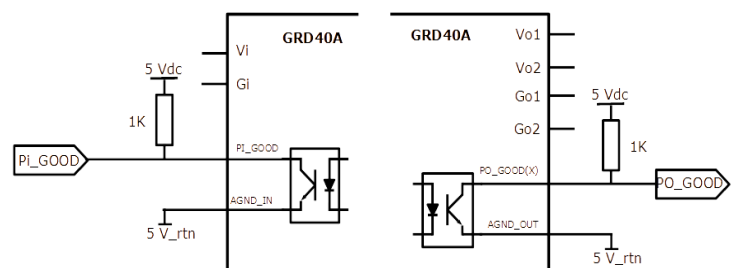 GRD40A
Vi
Gi
5 Vdc
1K
Pi_GOOD
PI_GOOD
AGND_IN
5 V_rtn
GRD40A
Vo1
Vo2
Go1
Go2
5 Vdc
1K
PO_GOOD(X)
PO_GOOD
AGND_OUT
5 V_rtn